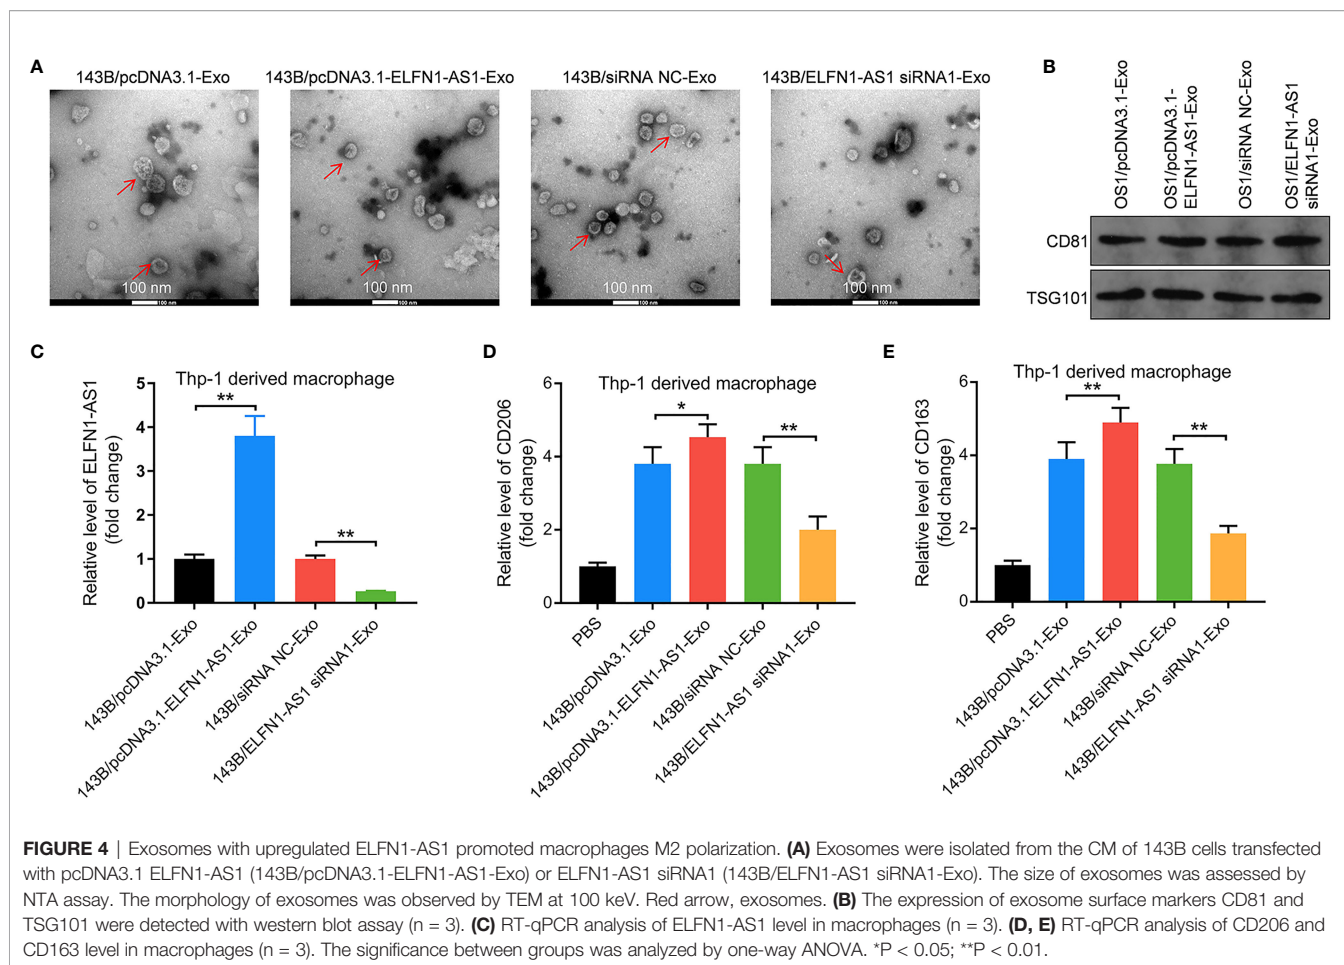 A
143B/pcDNA3.1-Exo
143B/pcDNA3.1-ELFN1-AS1-Exo
143B/siRNA NC-Exo
143B/ELFN1-AS1 siRNA1-Exo
100 nm
100 nm
100 nm
100 nm
100 nm
100 nm
100 nm
100 nm
B
OS1/pcDNA3.1-Exo
OS1/pcDNA3.1-
ELFN1-AS1-Exo
OS1/siRNA NC-Exo
OS1/ELFN1-AS1
siRNA1-Exo
CD81
TSG101
C
Thp-1 derived macrophage
Relative level of ELFN1-AS1
(fold change)
5
4
3
2
1
0
**
**
143B/pcDNA3.1-Exo
143B/pcDNA3.1-ELFN1-AS1-Exo
143B/siRNA NC-Exo
143B/ELFN1-AS1 siRNA1-Exo
D
Thp-1 derived macrophage
Relative level of CD206
(fold change)
6
4
2
0
*
**
PBS
143B/pcDNA3.1-Exo
143B/pcDNA3.1-ELFN1-AS1-Exo
143B/siRNA NC-Exo
143B/ELFN1-AS1 siRNA1-Exo
E
Thp-1 derived macrophage
Relative level of CD163
(fold change)
6
4
2
0
**
**
PBS
143B/pcDNA3.1-Exo
143B/pcDNA3.1-ELFN1-AS1-Exo
143B/siRNA NC-Exo
143B/ELFN1-AS1 siRNA1-Exo
FIGURE 4 | Exosomes with upregulated ELFN1-AS1 promoted macrophages M2 polarization. (A) Exosomes were isolated from the CM of 143B cells transfected
with pcDNA3.1 ELFN1-AS1 (143B/pcDNA3.1-ELFN1-AS1-Exo) or ELFN1-AS1 siRNA1 (143B/ELFN1-AS1 siRNA1-Exo). The size of exosomes was assessed by
NTA assay. The morphology of exosomes was observed by TEM at 100 keV. Red arrow, exosomes. (B) The expression of exosome surface markers CD81 and
TSG101 were detected with western blot assay (n = 3). (C) RT-qPCR analysis of ELFN1-AS1 level in macrophages (n = 3). (D, E) RT-qPCR analysis of CD206 and
CD163 level in macrophages (n = 3). The significance between groups was analyzed by one-way ANOVA. *P < 0.05; **P < 0.01.